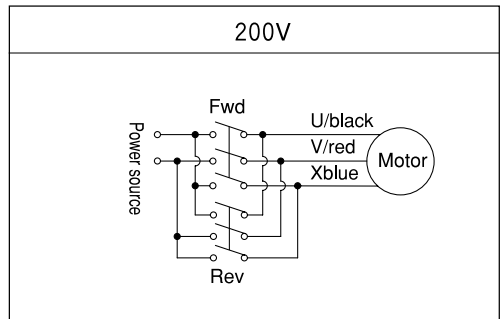 200V
Fwd
U/black
V/red
Xblue
Motor
Power source
Rev